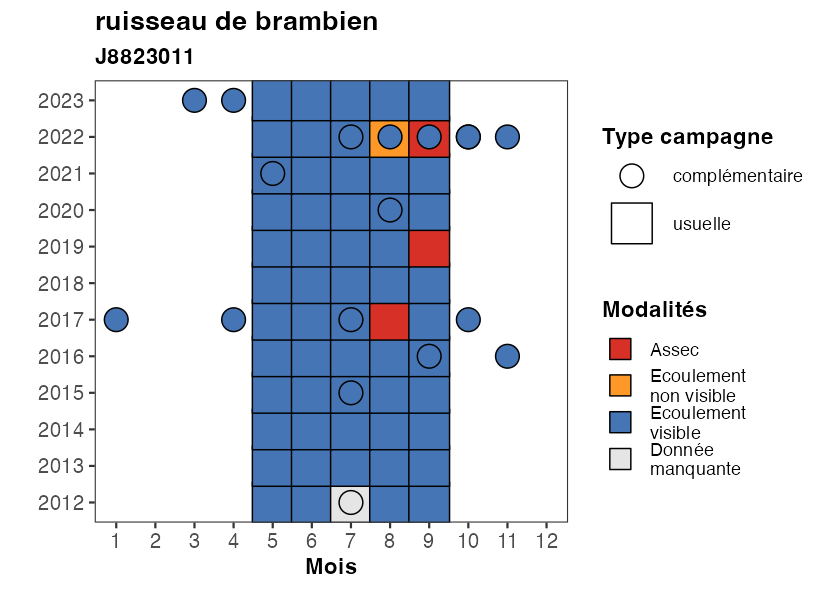 ruisseau de brambien
J8823011
2023
2022
2021
2020
2019
2018
2017
2016
2015
2014
2013
2012
1 2 3 4 5 6 7 8 9 10 11 12
Mois
Type campagne
complémentaire
usuelle
Modalités
Assec
Ecoulement
non visible
Ecoulement
visible
Donnée
manquante